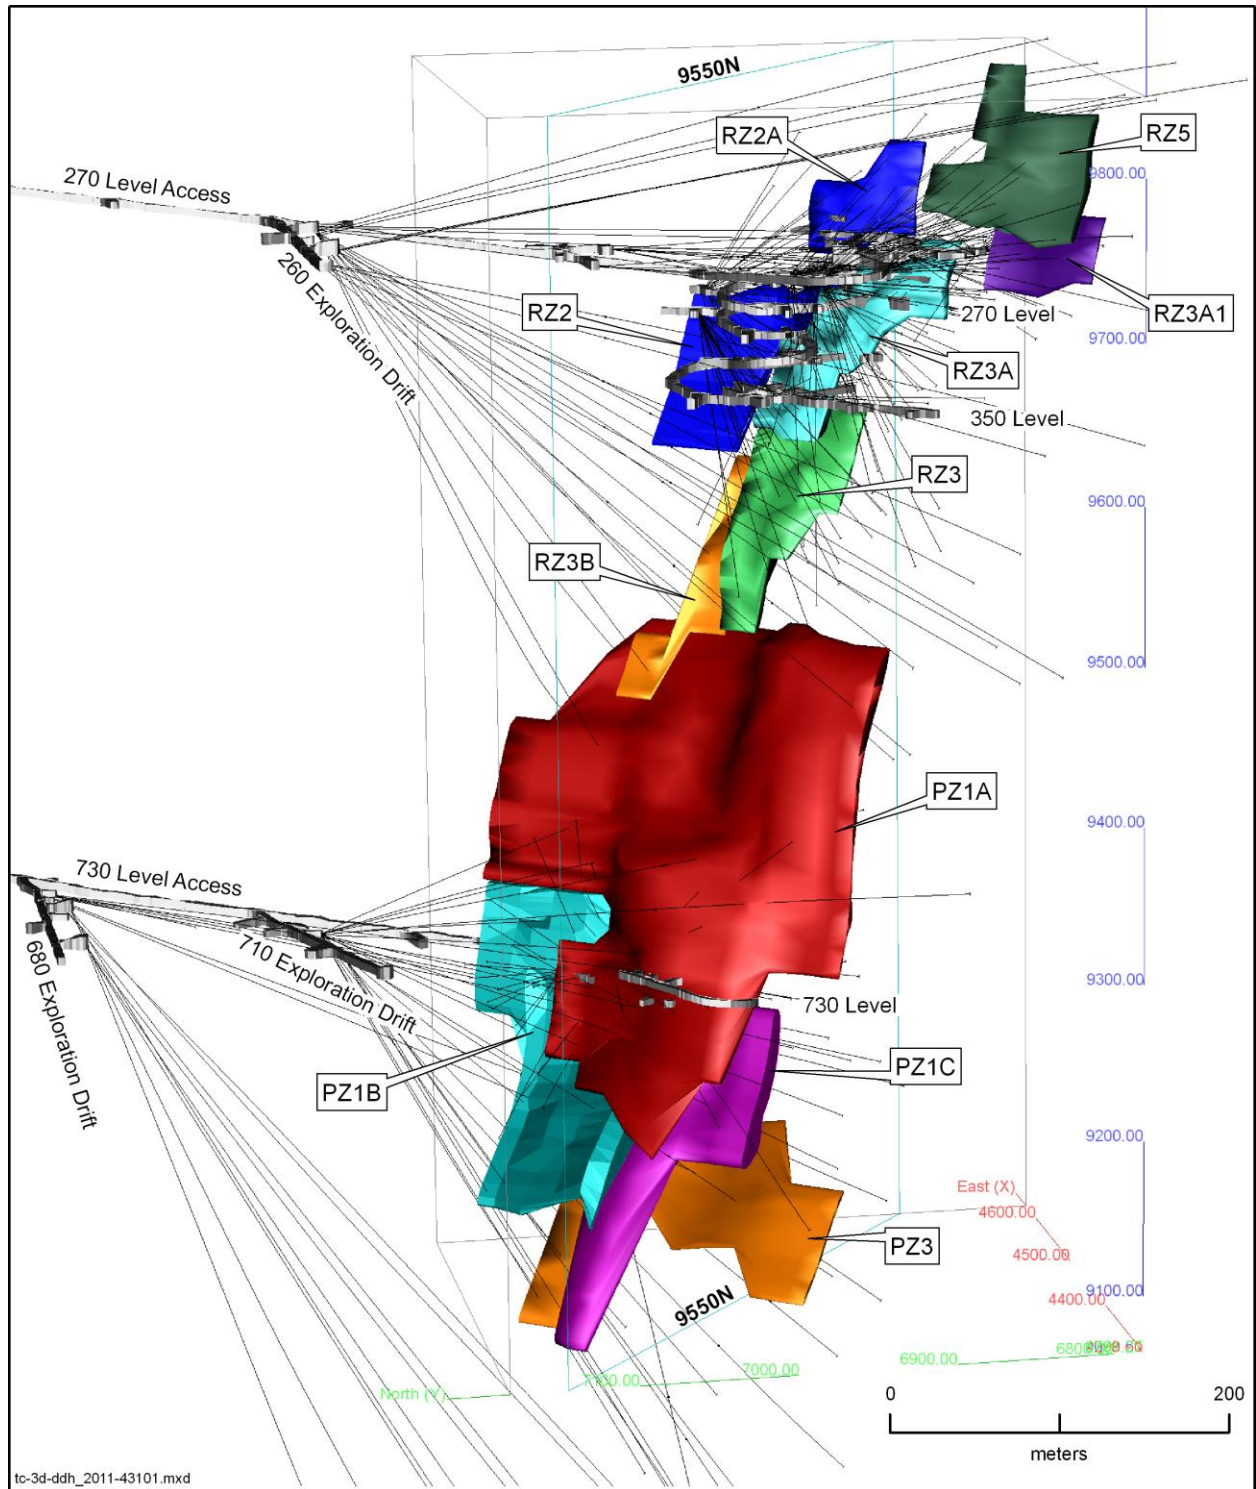 9550N
RZ2A
RZ5
9800.00
270 Level Access
260 Exploration Drift
RZ2
270 Level
RZ3A1
9700.00
RZ3A
350 Level
RZ3
9600.00
RZ3B
9500.00
PZ1A
9400.00
730 Level Access
710 Exploration Drift
680 Exploration Drift
9300.00
730 Level
PZ1B
PZ1C
9200.00
East (X)
4600.00
PZ3
4500.00
9100.00
4400.00
9550N
6900.00
6800.00
7000.00
7100.00
North (Y)
0 200
meters
tc-3d-ddh_2011-43101.mxd